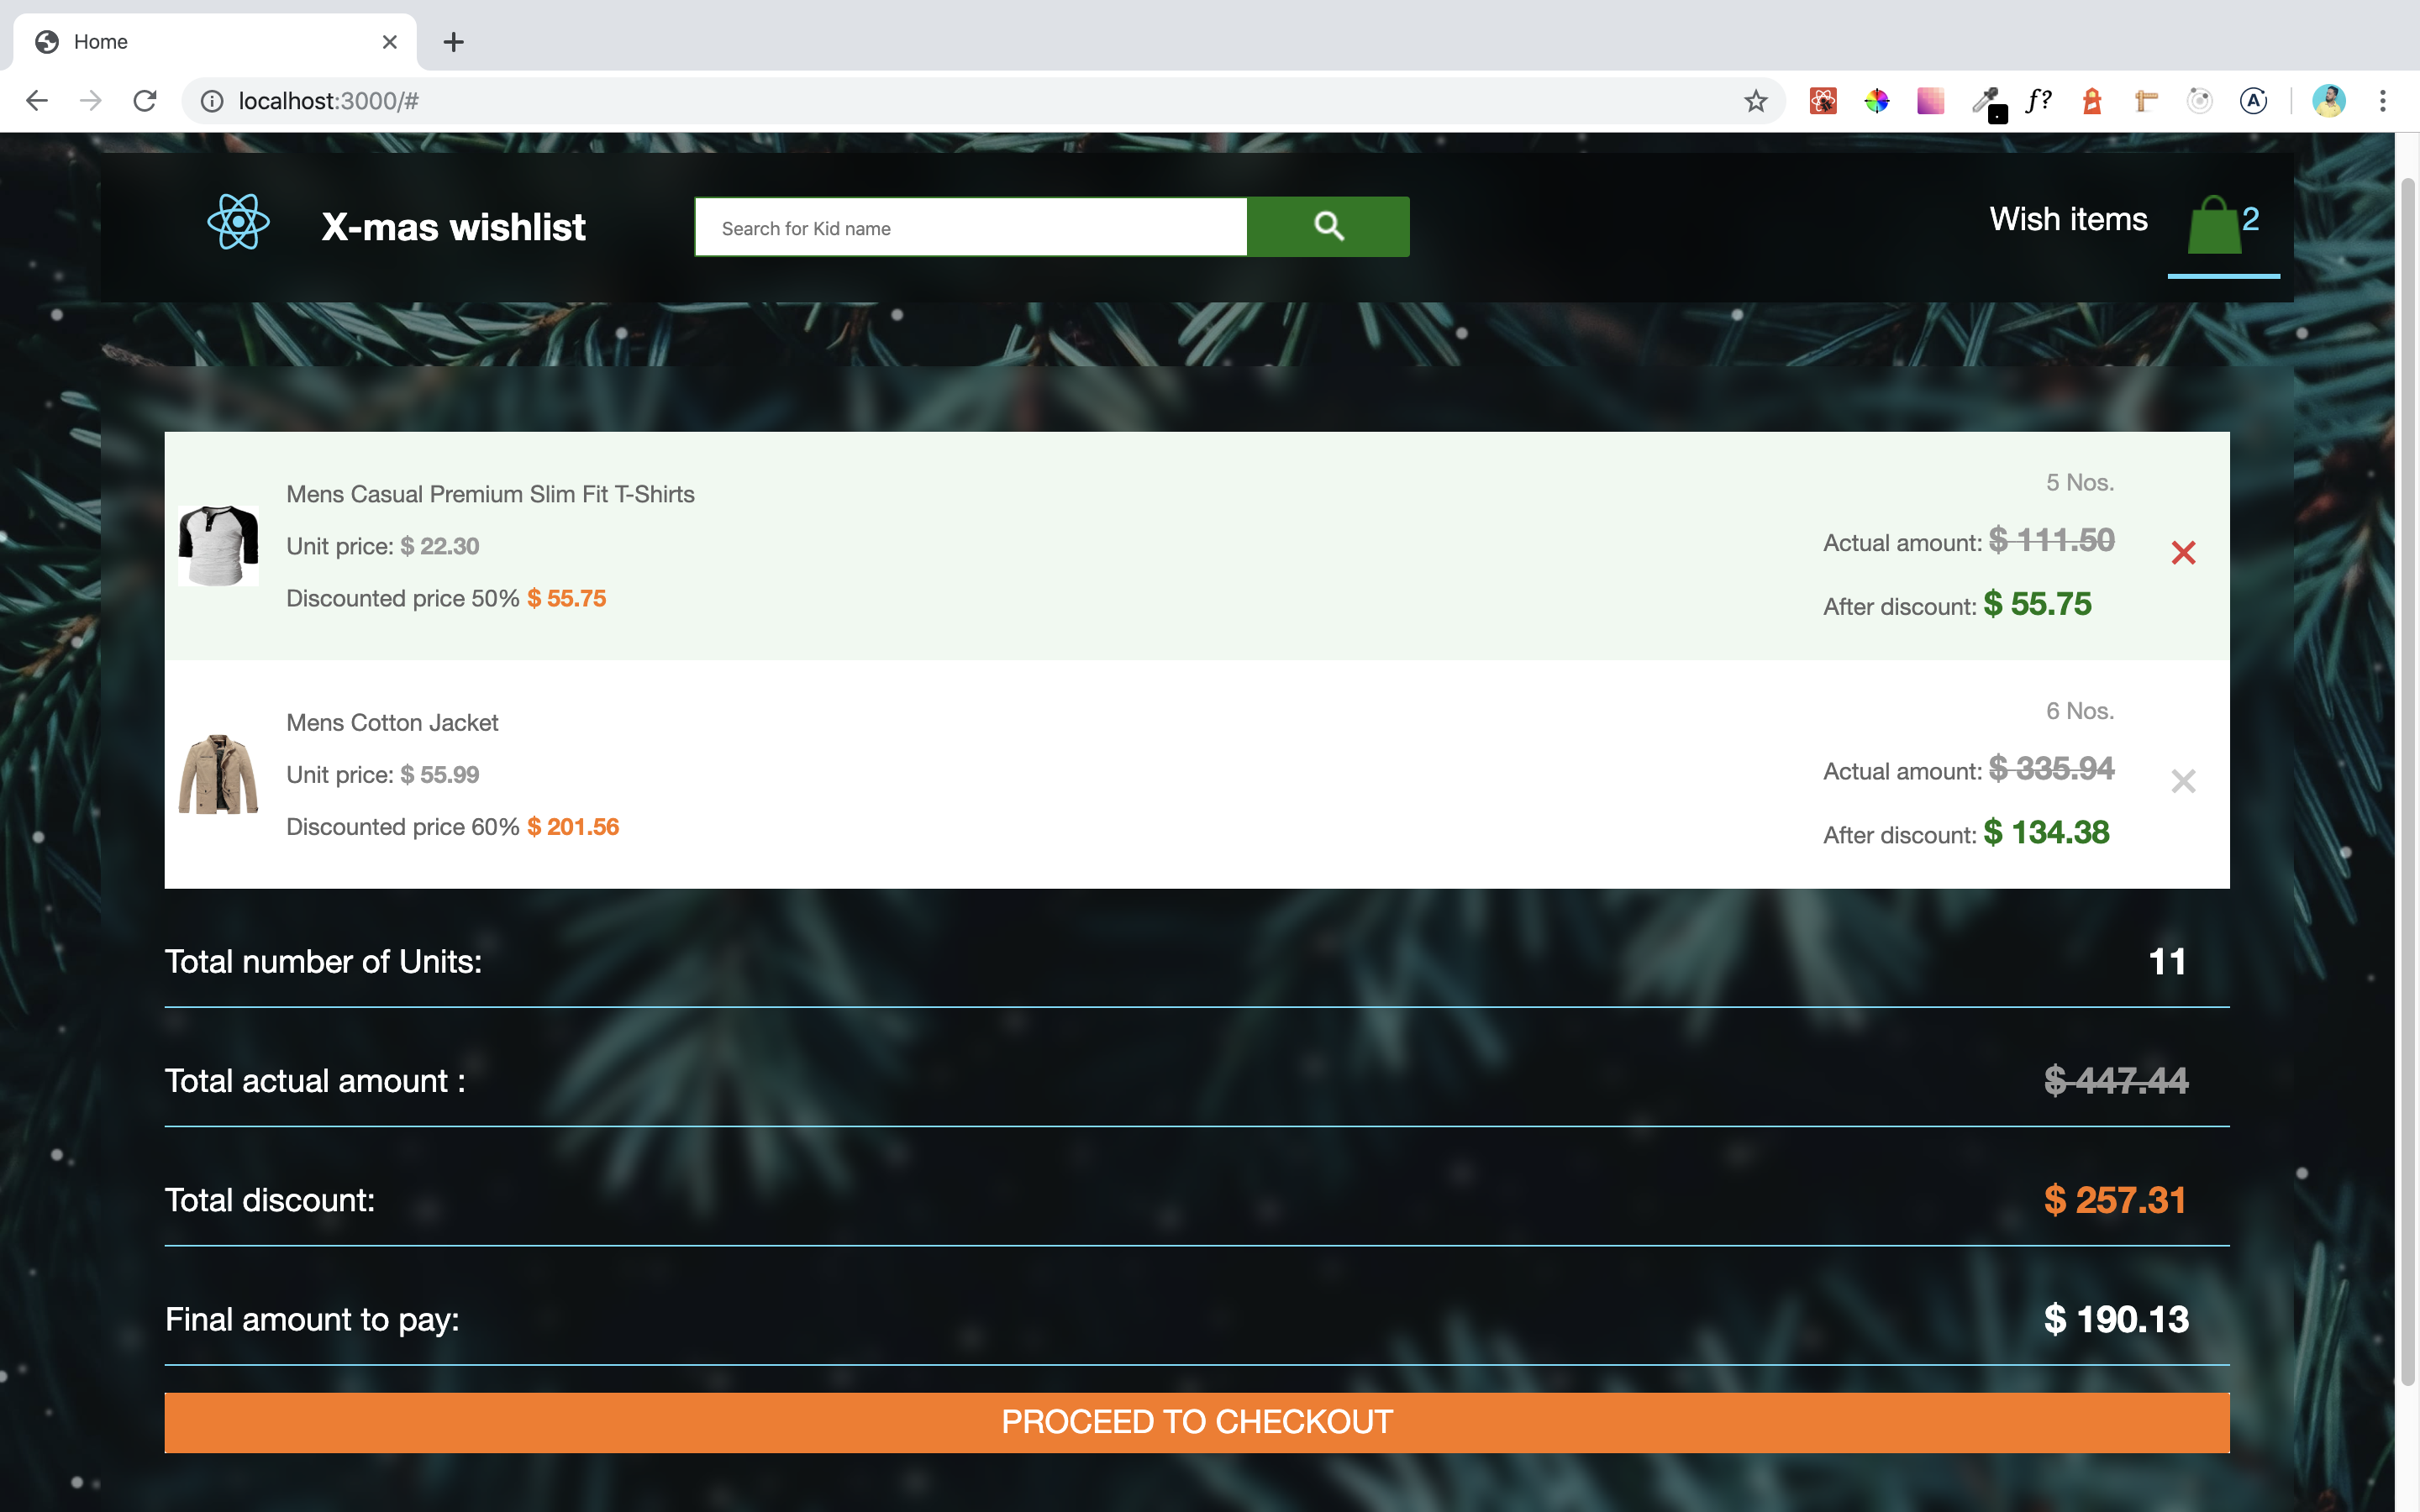 Home
localhost:3000/#
f?
A
X-mas wishlist
Search for Kid name
Wish items 2
Mens Casual Premium Slim Fit T-Shirts
Unit price: $ 22.30
Discounted price 50% $ 55.75
5 Nos.
Actual amount: $ 111.50
After discount: $ 55.75
Mens Cotton Jacket
Unit price: $ 55.99
Discounted price 60% $ 201.56
6 Nos.
Actual amount: $ 335.94
After discount: $ 134.38
Total number of Units: 11
Total actual amount : $ 447.44
Total discount: $ 257.31
Final amount to pay: $ 190.13
PROCEED TO CHECKOUT